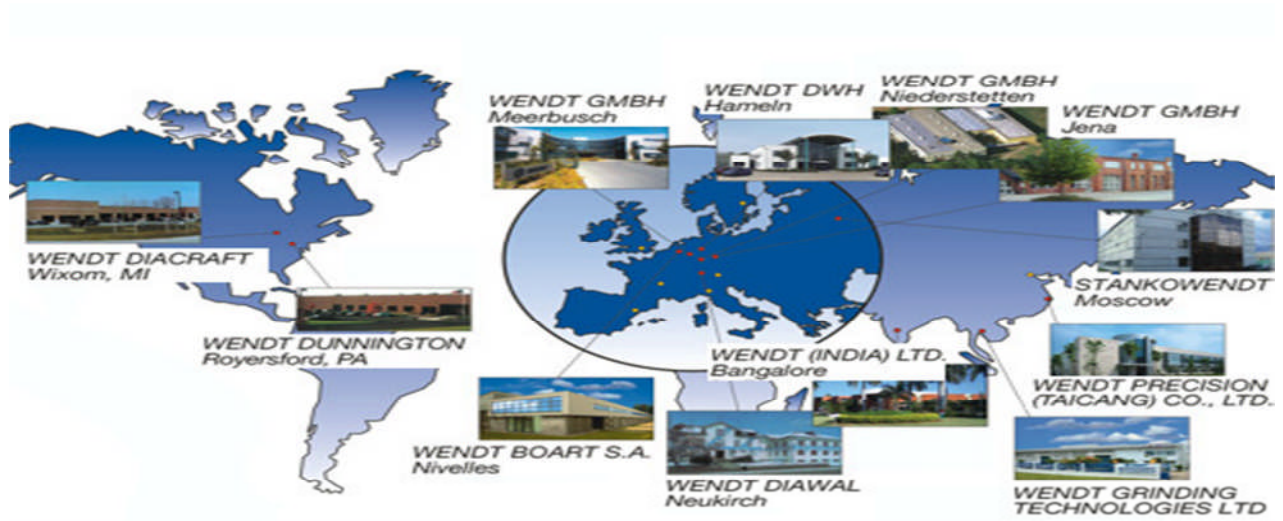 WENDT GMBH
Meerbusch
WENDT DWH
Hameln
WENDT GMBH
Niederstetten
WENDT GMBH
Jena
WENDT DIACRAFT
Wixom, MI
STANKOWENDT
Moscow
WENDT DUNNINGTON
Royersford, PA
WENDT (INDIA) LTD.
Bangalore
WENDT PRECISION
(TAICANG) CO., LTD.
WENDT BOART S.A.
Nivelles
WENDT DIAWAL
Neukirch
WENDT GRINDING
TECHNOLOGIES LTD